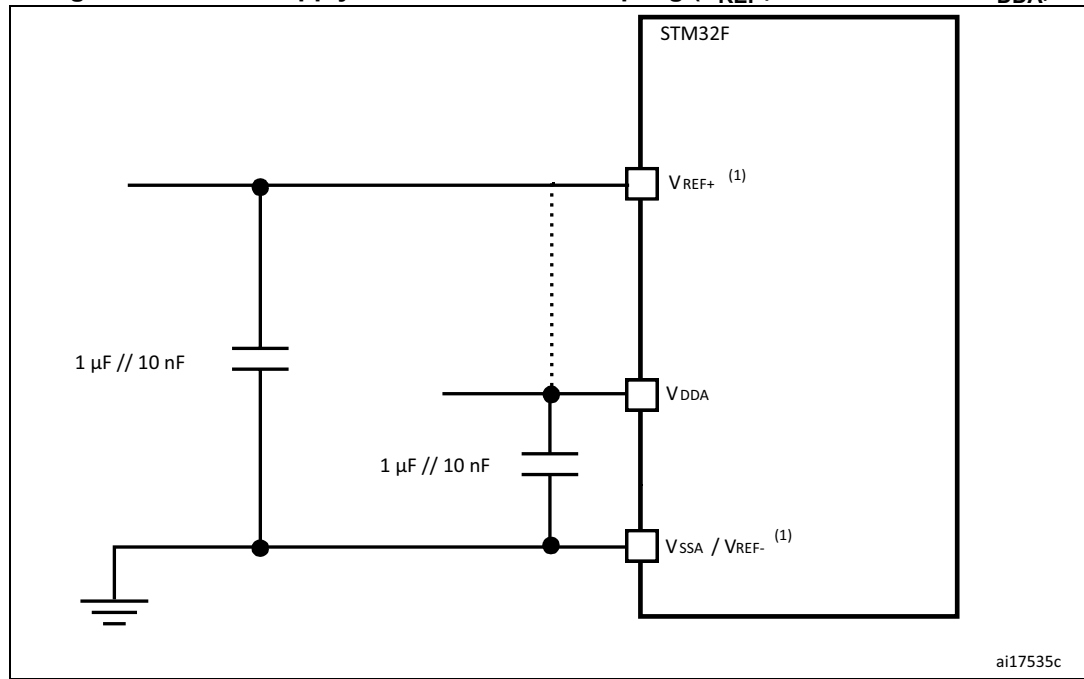 STM32F
VREF+ (1)
1 µF // 10 nF
VDDA
1 µF // 10 nF
VSSA / VREF- (1)
ai17535c